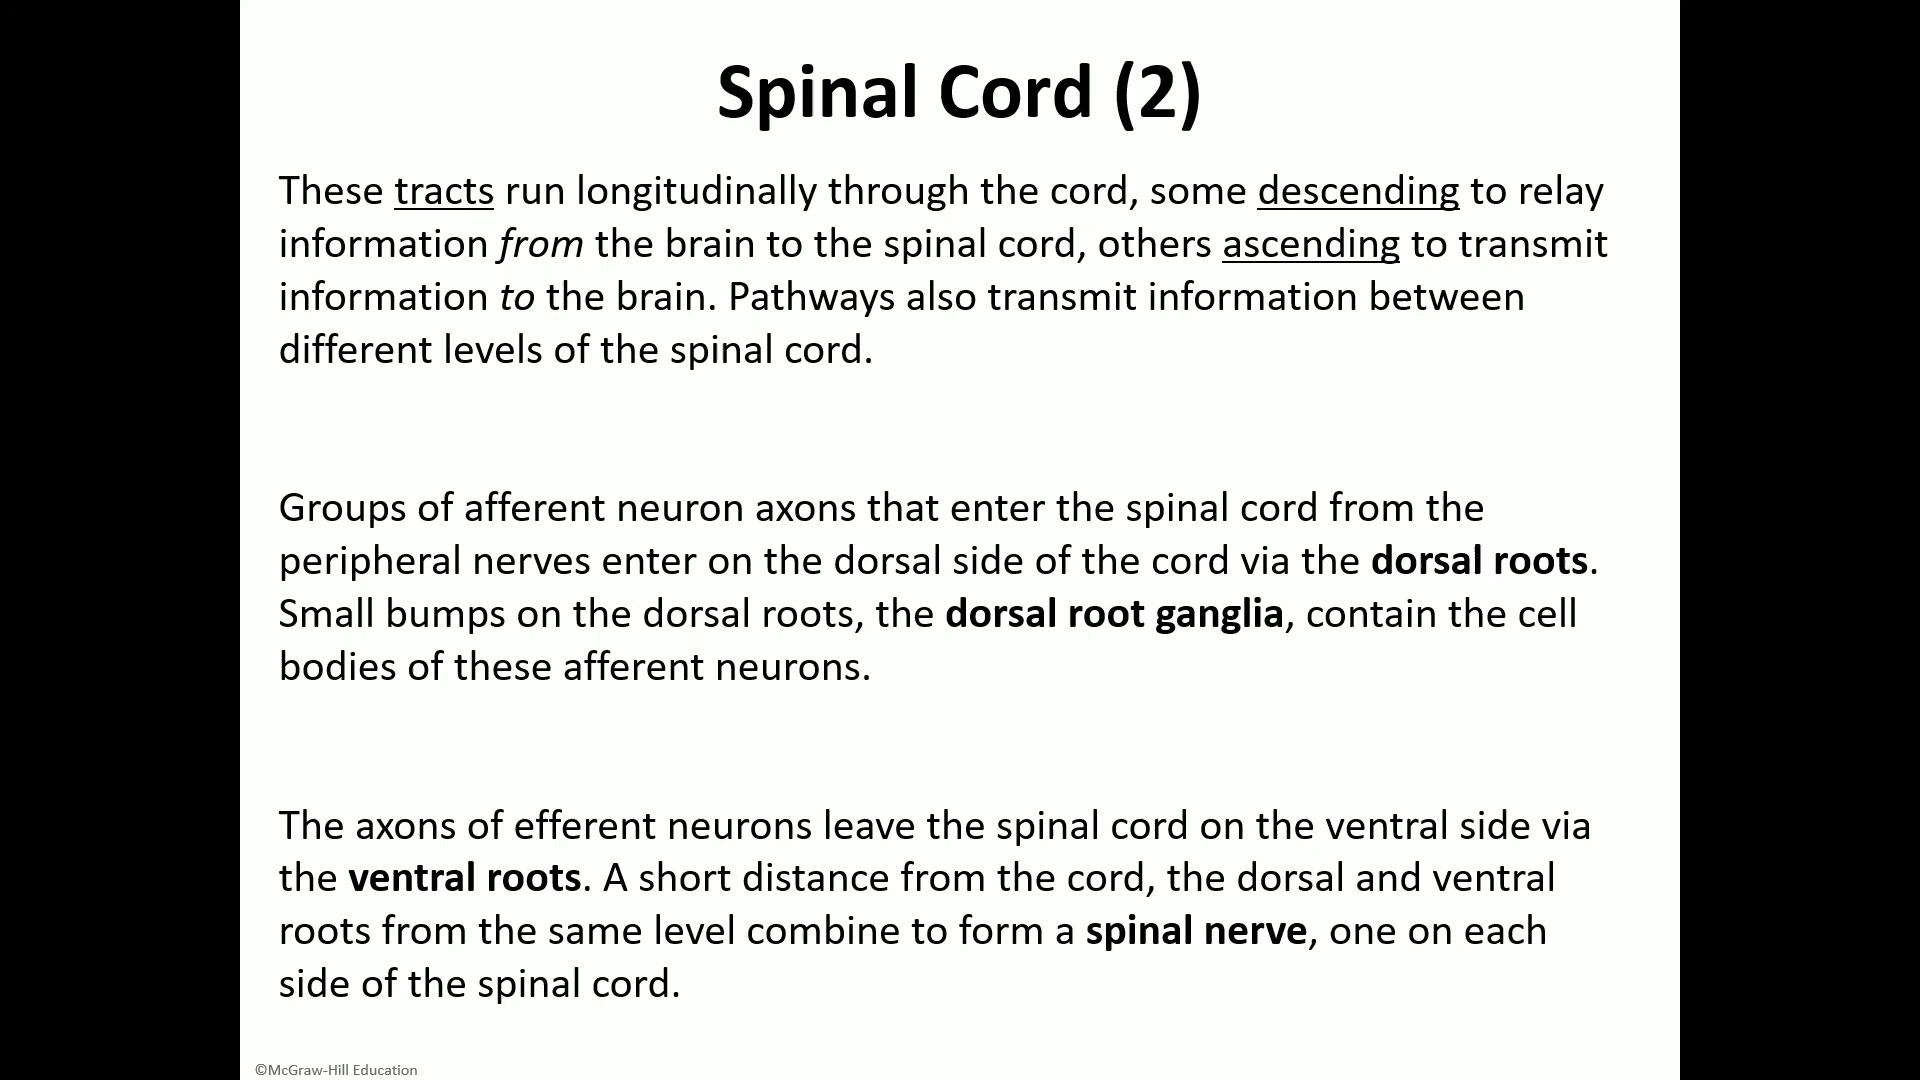 Spinal Cord (2)
These tracts run longitudinally through the cord, some descending to relay
information from the brain to the spinal cord, others ascending to transmit
information to the brain. Pathways also transmit information between
different levels of the spinal cord.
Groups of afferent neuron axons that enter the spinal cord from the
peripheral nerves enter on the dorsal side of the cord via the dorsal roots.
Small bumps on the dorsal roots, the dorsal root ganglia, contain the cell
bodies of these afferent neurons.
The axons of efferent neurons leave the spinal cord on the ventral side via
the ventral roots. A short distance from the cord, the dorsal and ventral
roots from the same level combine to form a spinal nerve, one on each
side of the spinal cord.
©McGraw-Hill Education